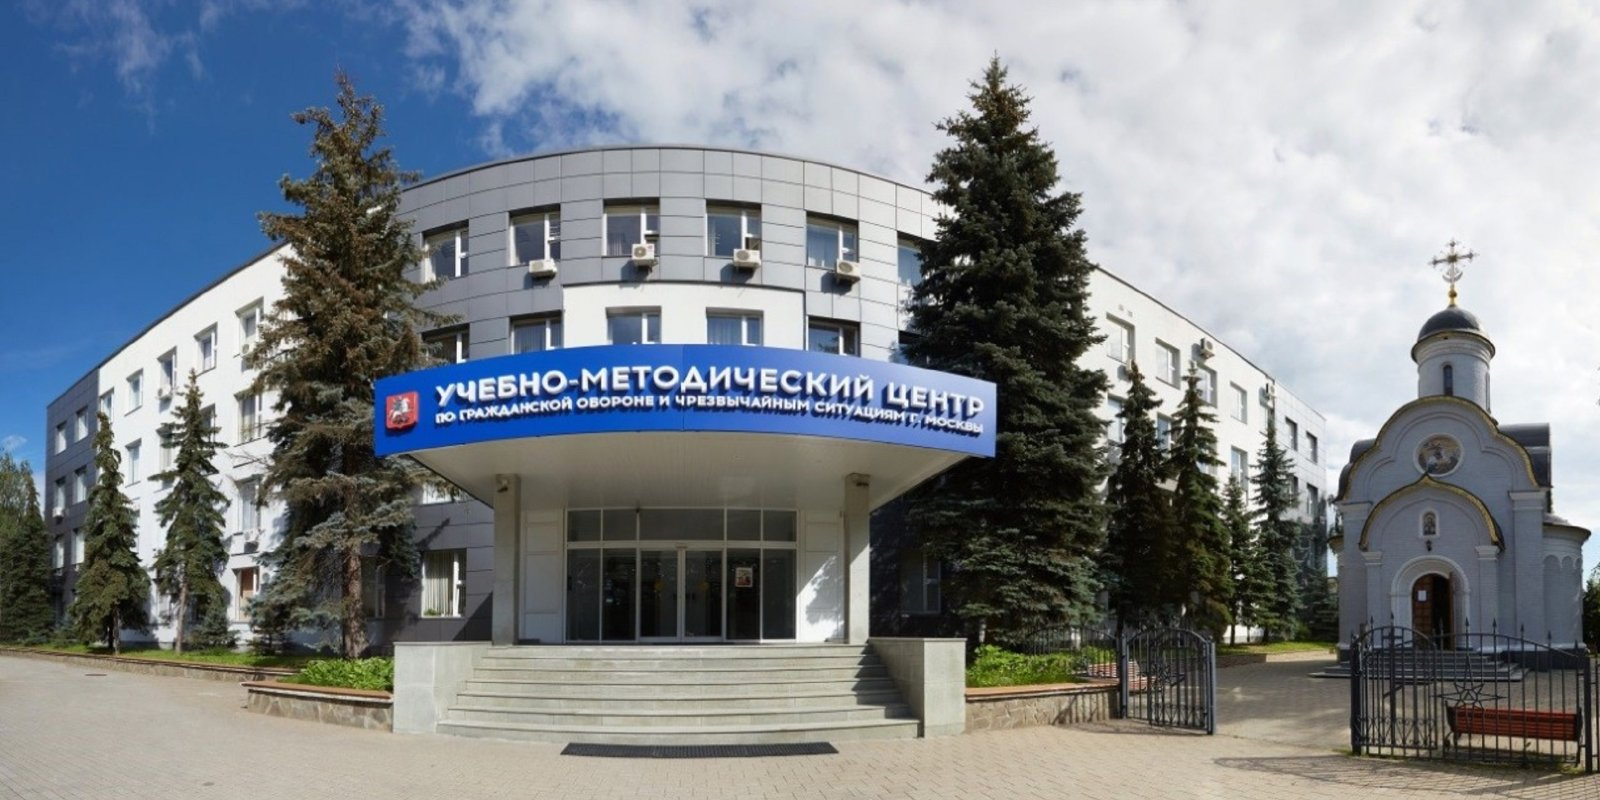 УЧЕБНО-МЕТОДИЧЕСКИЙ ЦЕНТР
ПО ГРАЖДАНСКОЙ ОБОРОНЕ И ЧРЕЗВЫЧАЙНЫМ СИТУАЦИЯМ Г. МОСКВЫ